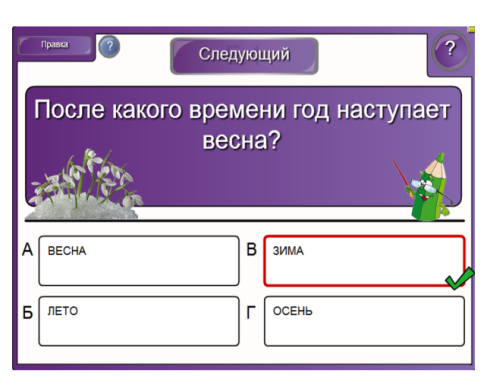 Правка
?
Следующий
?
После какого времени год наступает
весна?
А ВЕСНА
В ЗИМА
Б ЛЕТО
Г ОСЕНЬ